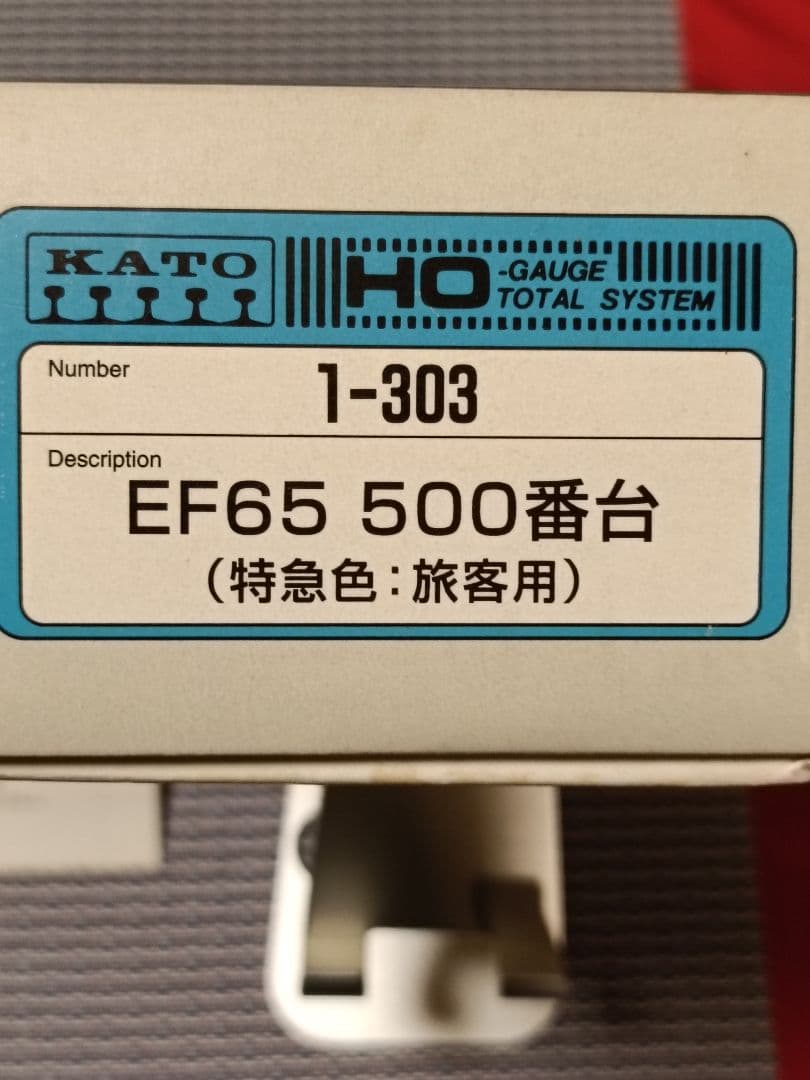 KATO
HO -GAUGE
TOTAL SYSTEM
Number
1-303
Description
EF65 500番台
(特急色:旅客用)